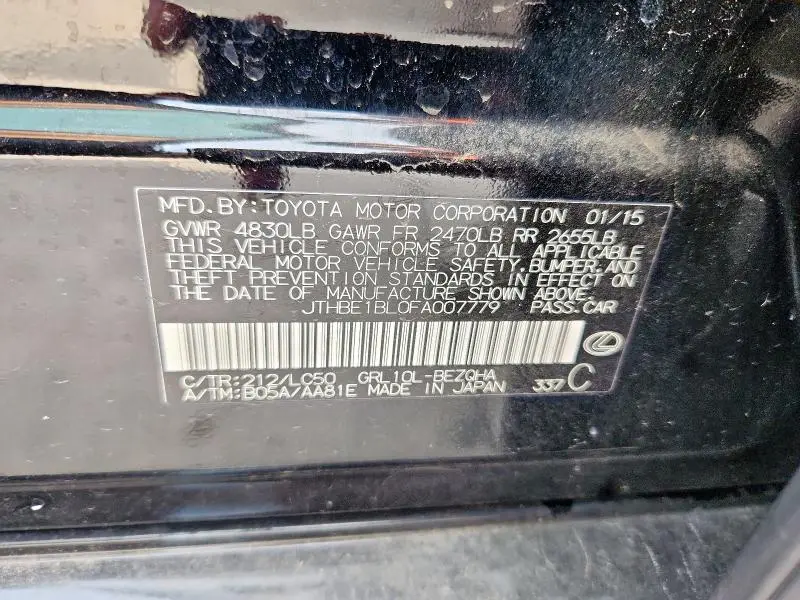 MFD.BY:TOYOTA MOTOR CORPORATION 01/15
GVWR 4830LB GAWR FR 2470LB RR 2655LB
THIS VEHICLE CONFORMS TO ALL APPLICABLE
FEDERAL MOTOR VEHICLE SAFETY,BUMPER,AND
THEFT PREVENTION STANDARDS IN EFFECT ON
THE DATE OF MANUFACTURE SHOWN ABOVE.
JTHBE1BL0FA007779 PASS.CAR
C/TR:212/LC50 GRL10L-BEZQHA
A/TM:B05A/AA81E MADE IN JAPAN 337 C